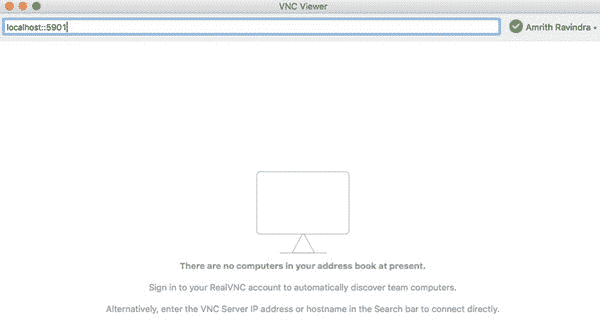 VNC Viewer
localhost::5901
Amrith Ravindra
There are no computers in your address book at present.
Sign in to your RealVNC account to automatically discover team computers.
Alternatively, enter the VNC Server IP address or hostname in the Search bar to connect directly.